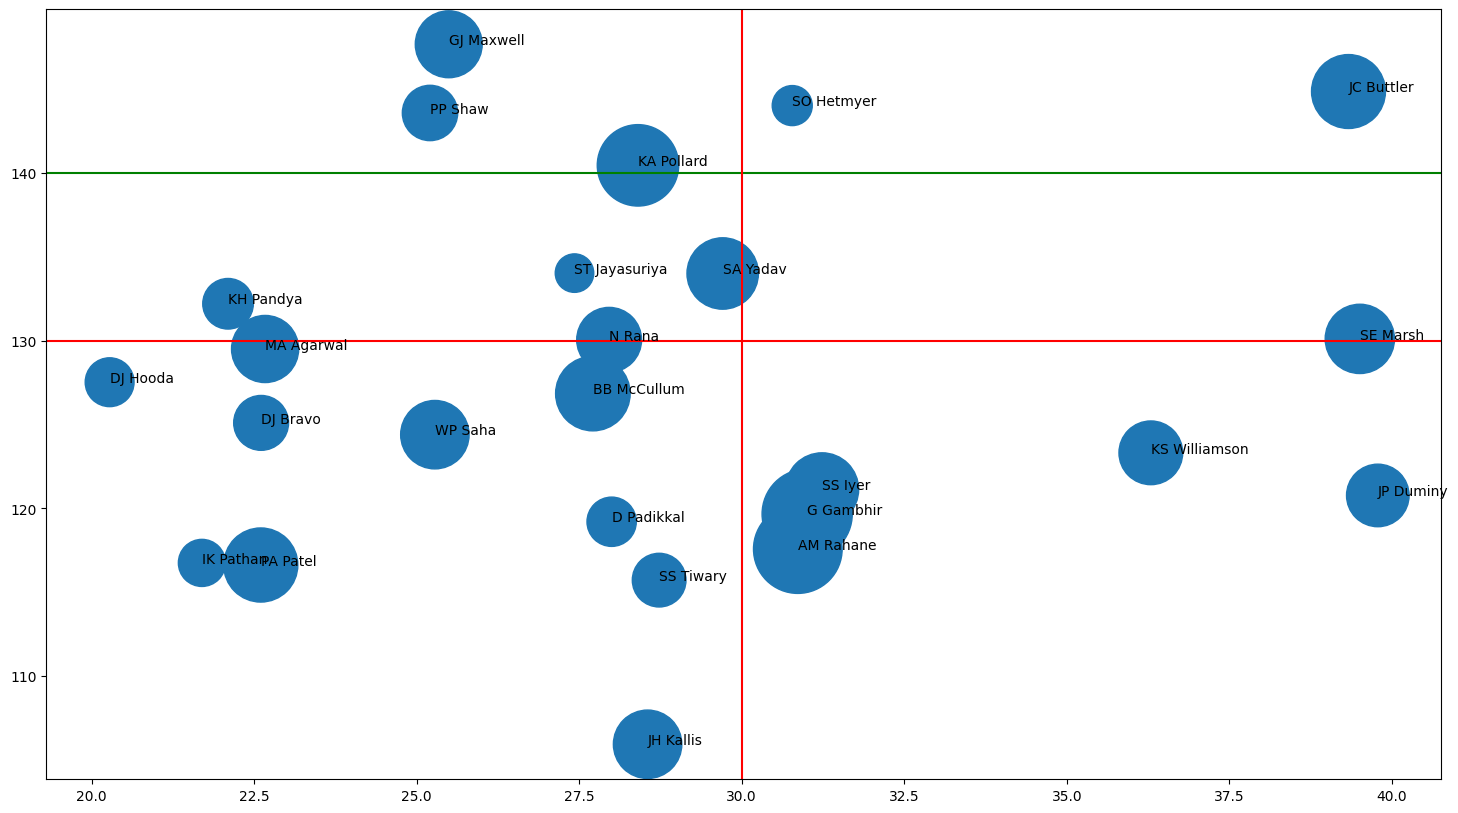 GJ Maxwell
JC Buttler
SO Hetmyer
PP Shaw
KA Pollard
140
ST Jayasuriya
SA Yadav
KH Pandya
SE Marsh
N Rana
130
MA Agarwal
DJ Hooda
BB McCullum
DJ Bravo
WP Saha
KS Williamson
SS Iyer
JP Duminy
G Gambhir
120
D Padikkal
AM Rahane
IK Pathan
PA Patel
SS Tiwary
110
JH Kallis
20.0 22.5 25.0 27.5 30.0 32.5 35.0 37.5 40.0